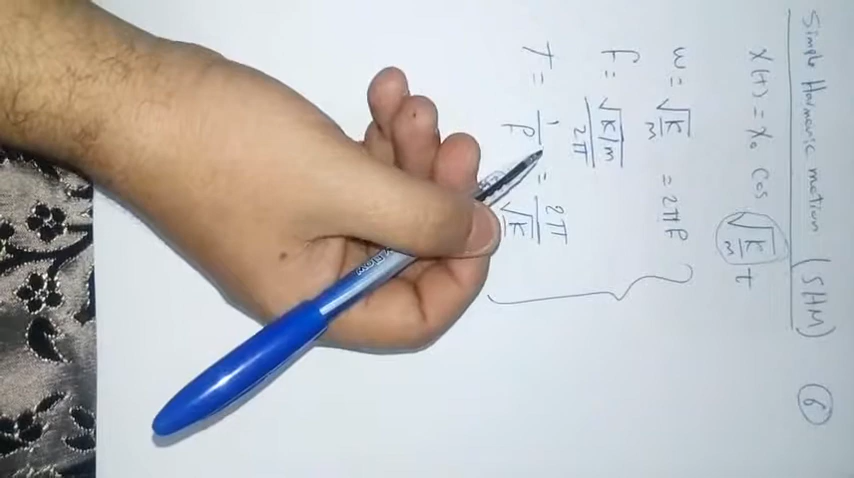 Simple Harmonic motion (SHM) 6
x(t) = x₀ cos √(K/m) t
w = √(K/m) = 2πf
f = √(K/m) / 2π
T = 1/f = 2π / √K